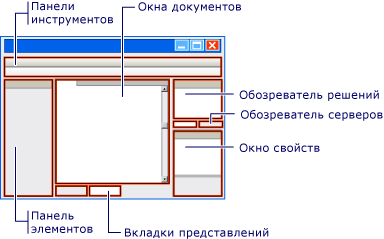 Панели
инструментов
Окна документов
Обозреватель решений
Обозреватель серверов
Окно свойств
Панель
элементов
Вкладки представлений